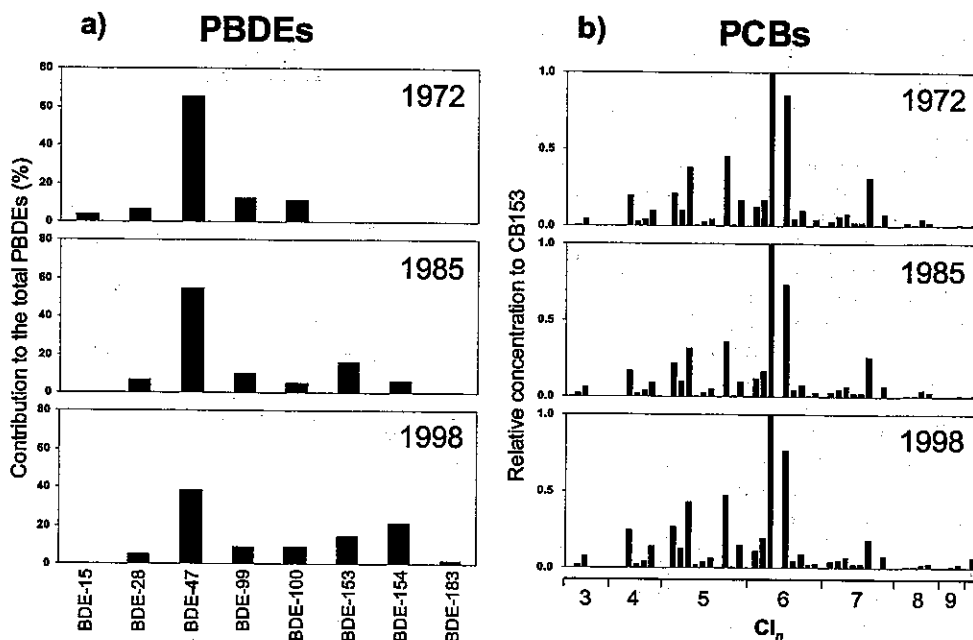 a) PBDEs
Contribution to the total PBDEs (%)
80
60
40
20
0
1972
80
60
40
20
0
1985
80
60
40
20
0
1998
BDE-15
BDE-28
BDE-47
BDE-99
BDE-100
BDE-153
BDE-154
BDE-183
b) PCBs
Relative concentration to CB153
1.0
0.5
0.0
1972
1.0
0.5
0.0
1985
1.0
0.5
0.0
1998
3 4 5 6 7 8 9
Cln